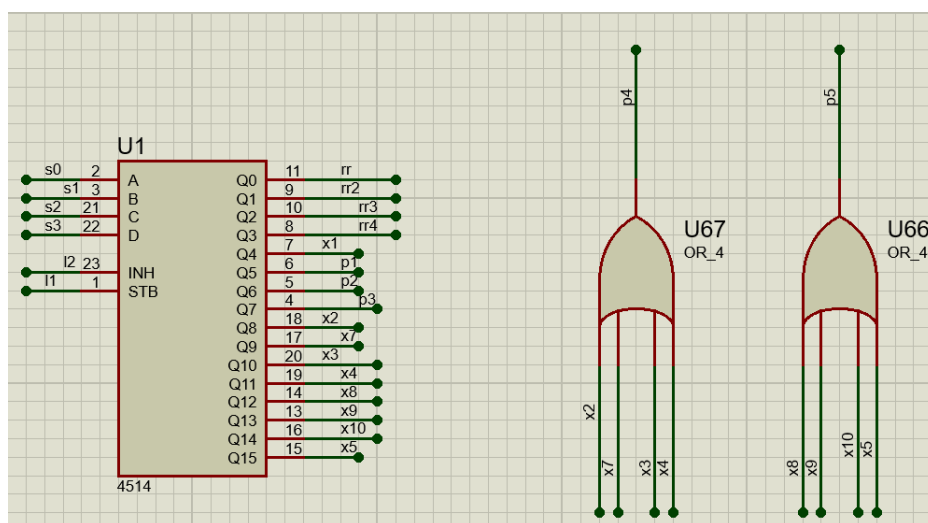 U1
s0 2 A
s1 3 B
s2 21 C
s3 22 D
l2 23 INH
l1 1 STB
Q0 11 rr
Q1 9 rr2
Q2 10 rr3
Q3 8 rr4
Q4 7 x1
Q5 6 p1
Q6 5 p2
Q7 4 p3
Q8 18 x2
Q9 17 x7
Q10 20 x3
Q11 19 x4
Q12 14 x8
Q13 13 x9
Q14 16 x10
Q15 15 x5
4514
p4
U67
OR_4
x2
x7
x3
x4
p5
U66
OR_4
x8
x9
x10
x5